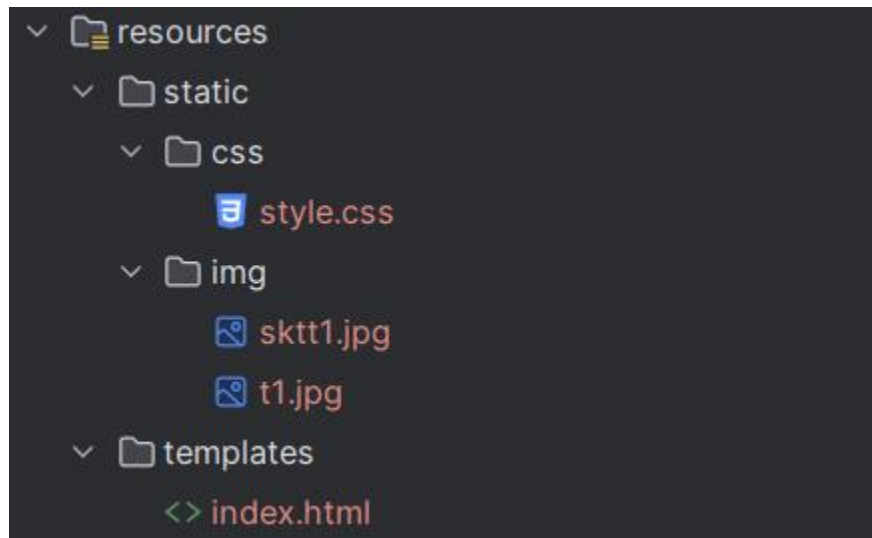 resources
static
css
style.css
img
sktt1.jpg
t1.jpg
templates
<> index.html